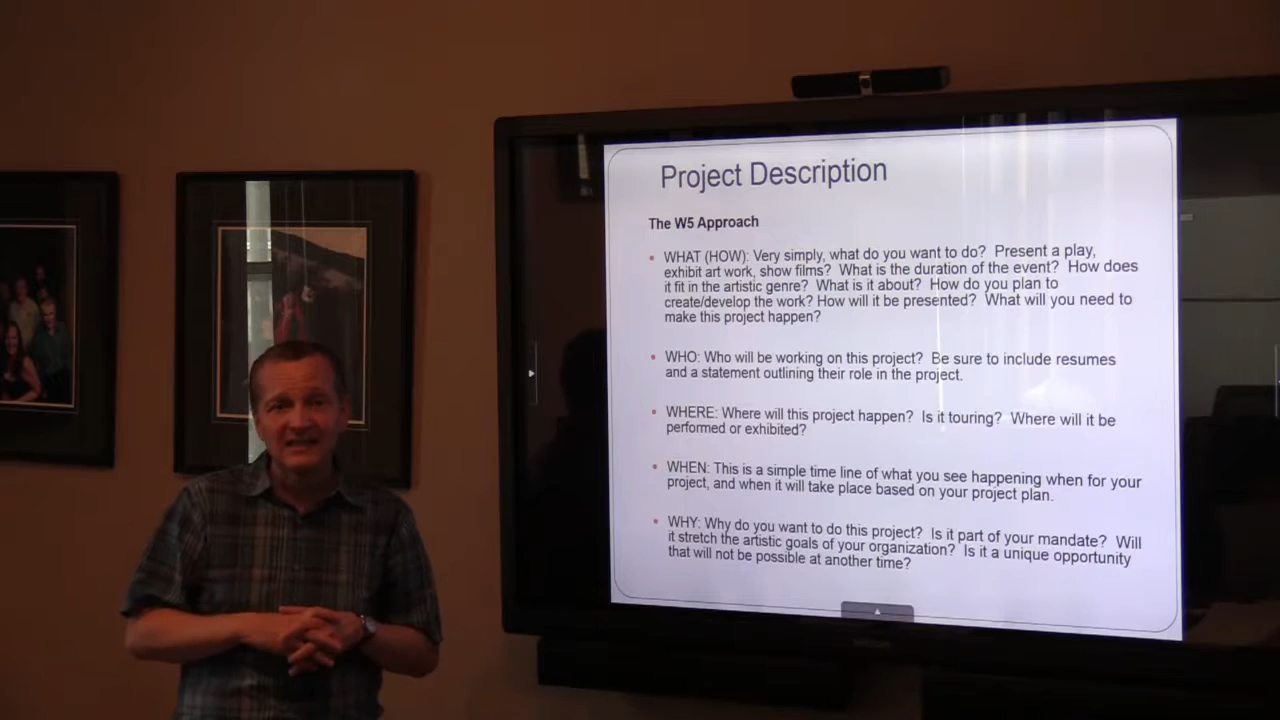 Project Description
The W5 Approach
• WHAT (HOW): Very simply, what do you want to do? Present a play,
exhibit art work, show films? What is the duration of the event? How does
it fit in the artistic genre? What is it about? How do you plan to
create/develop the work? How will it be presented? What will you need to
make this project happen?
• WHO: Who will be working on this project? Be sure to include resumes
and a statement outlining their role in the project.
• WHERE: Where will this project happen? Is it touring? Where will it be
performed or exhibited?
• WHEN: This is a simple time line of what you see happening when for your
project, and when it will take place based on your project plan.
• WHY: Why do you want to do this project? Is it part of your mandate? Will
it stretch the artistic goals of your organization? Is it a unique opportunity
that will not be possible at another time?